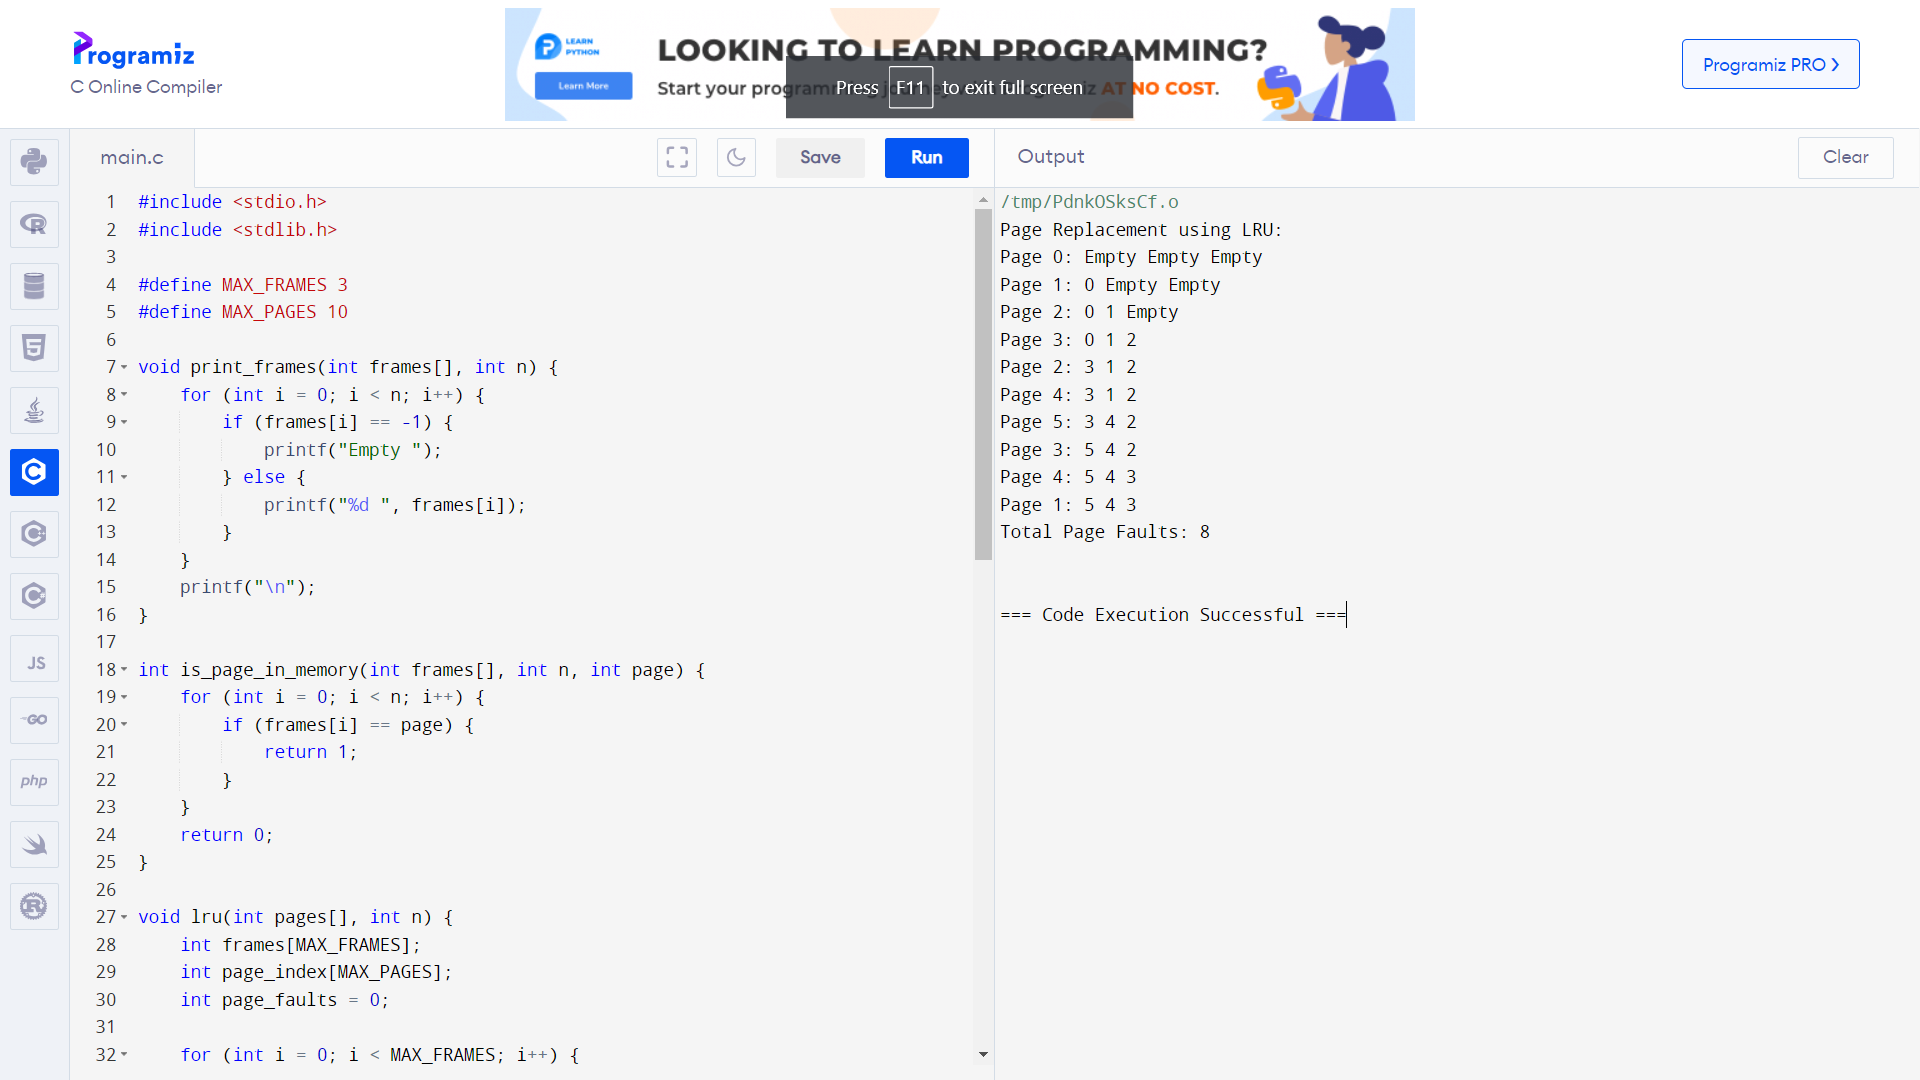 Programiz
C Online Compiler
LEARN
PYTHON
Learn More
LOOKING TO LEARN PROGRAMMING?
Start your programming journey with Programiz AT NO COST.
Press F11 to exit full screen
Programiz PRO >
main.c
Save
Run
Output
Clear
1 #include <stdio.h>
2 #include <stdlib.h>
3
4 #define MAX_FRAMES 3
5 #define MAX_PAGES 10
6
7 void print_frames(int frames[], int n) {
8     for (int i = 0; i < n; i++) {
9         if (frames[i] == -1) {
10             printf("Empty ");
11         } else {
12             printf("%d ", frames[i]);
13         }
14     }
15     printf("\n");
16 }
17
18 int is_page_in_memory(int frames[], int n, int page) {
19     for (int i = 0; i < n; i++) {
20         if (frames[i] == page) {
21             return 1;
22         }
23     }
24     return 0;
25 }
26
27 void lru(int pages[], int n) {
28     int frames[MAX_FRAMES];
29     int page_index[MAX_PAGES];
30     int page_faults = 0;
31
32     for (int i = 0; i < MAX_FRAMES; i++) {
/tmp/PdnkOSksCf.o
Page Replacement using LRU:
Page 0: Empty Empty Empty
Page 1: 0 Empty Empty
Page 2: 0 1 Empty
Page 3: 0 1 2
Page 2: 3 1 2
Page 4: 3 1 2
Page 5: 3 4 2
Page 3: 5 4 2
Page 4: 5 4 3
Page 1: 5 4 3
Total Page Faults: 8
=== Code Execution Successful ===
R
5
C
C
C
JS
GO
php
R